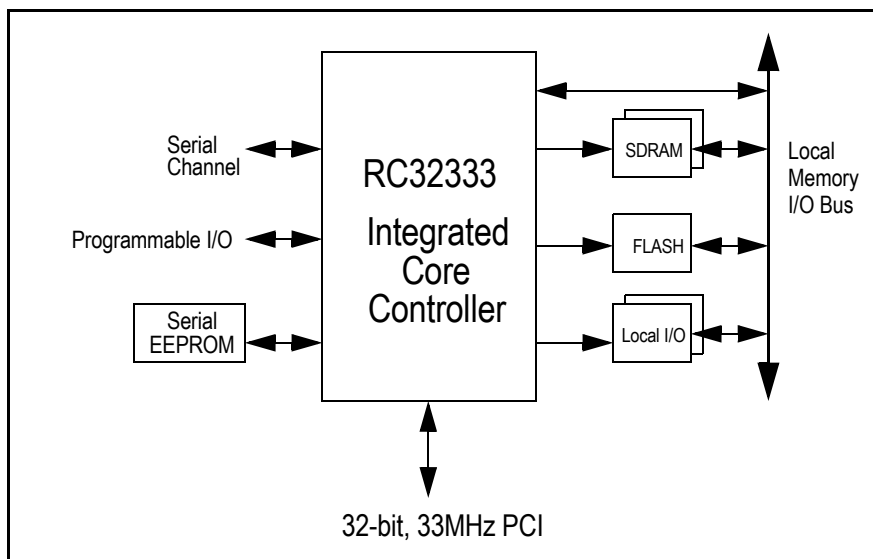 Serial
Channel
Programmable I/O
Serial
EEPROM
RC32333
Integrated
Core
Controller
SDRAM
FLASH
Local I/O
Local
Memory
I/O Bus
32-bit, 33MHz PCI